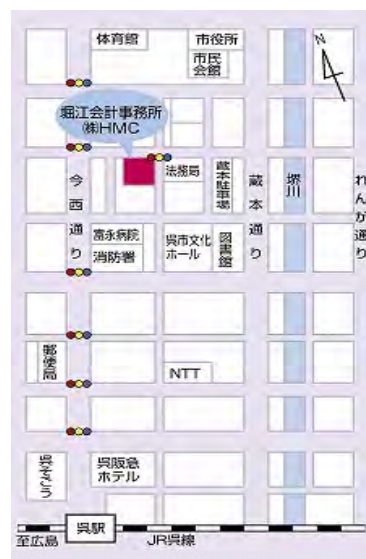 体育館
市役所
市民
会館
N
堀江会計事務所
㈱HMC
法務局
蔵本駐車場
蔵本通り
堺川
れんが通り
今西通り
富永病院
消防署
呉市文化
ホール
図書館
郵便局
NTT
呉そごう
呉阪急
ホテル
呉駅
至広島
JR呉線